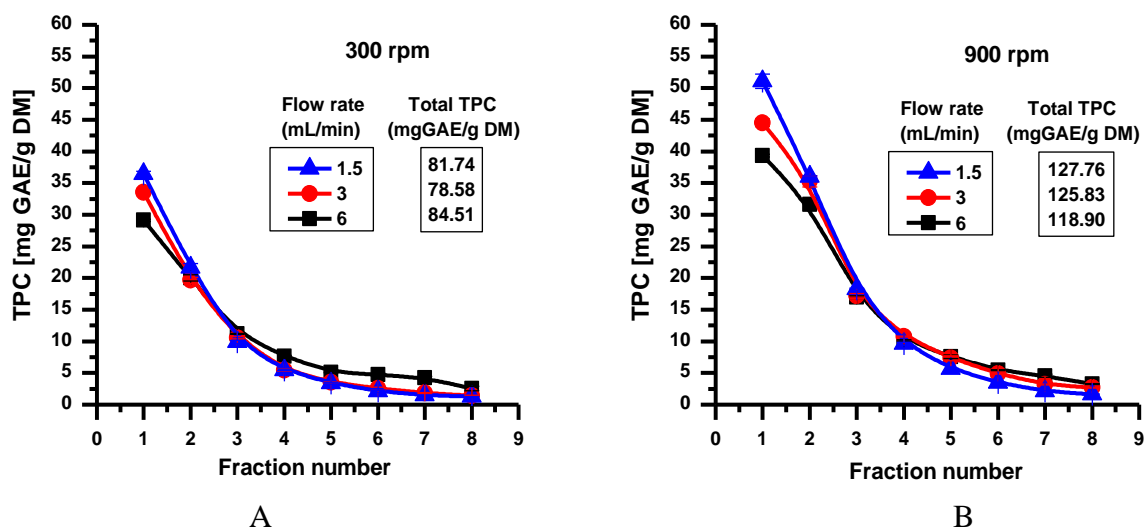 60
55
50
45
40
35
30
25
20
15
10
5
0
TPC [mg GAE/g DM]
300 rpm
Flow rate Total TPC
(mL/min) (mgGAE/g DM)
1.5 81.74
3 78.58
6 84.51
0 1 2 3 4 5 6 7 8 9
Fraction number
A
60
55
50
45
40
35
30
25
20
15
10
5
0
TPC [mg GAE/g DM]
900 rpm
Flow rate Total TPC
(mL/min) (mgGAE/g DM)
1.5 127.76
3 125.83
6 118.90
0 1 2 3 4 5 6 7 8 9
Fraction number
B